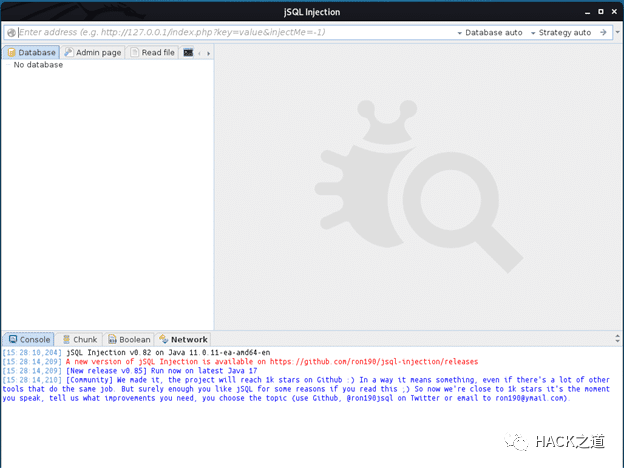 jSQL Injection
Enter address (e.g. http://127.0.0.1/index.php?key=value&injectMe=-1)
Database auto
Strategy auto
Database
Admin page
Read file
No database
Console
Chunk
Boolean
Network
[15:28:10,204] jSQL Injection v0.82 on Java 11.0.11-ea-amd64-en
[15:28:14,209] A new version of jSQL Injection is available on https://github.com/ron190/jsql-injection/releases
[15:28:14,209] [New release v0.85] Run now on latest Java 17
[15:28:14,210] [Community] We made it, the project will reach 1k stars on Github :) In a way it means something, even if there's a lot of other
tools that do the same job. But surely enough you like jSQL for some reasons if you read this ;) So now we're close to 1k stars it's the moment
you speak, tell us what improvements you need, you choose the topic (use Github, @ron190jsql on Twitter or email to ron190@ymail.com).
HACK之道